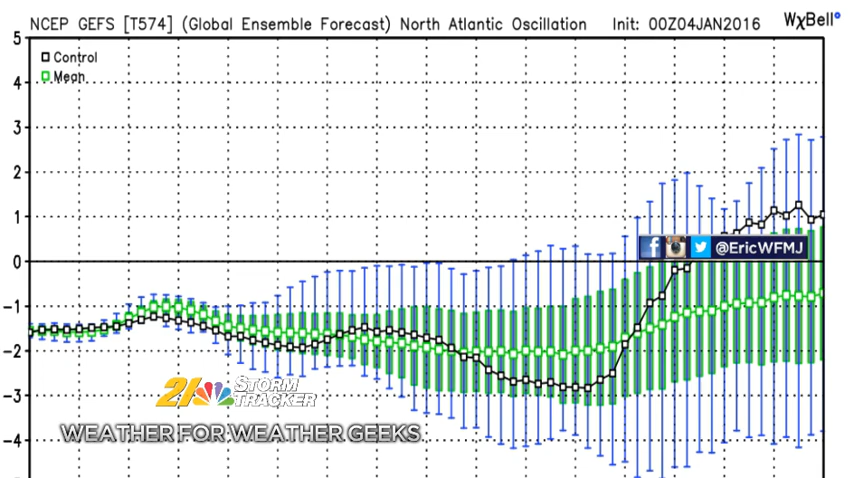 NCEP GEFS [T574] (Global Ensemble Forecast) North Atlantic Oscillation Init: 00Z04JAN2016 WχBell°
5
Control
Mean
4
3
2
1
@EricWFMJ
0
-1
-2
21 STORM
TRACKER
-3
WEATHER FOR WEATHER GEEKS
-4